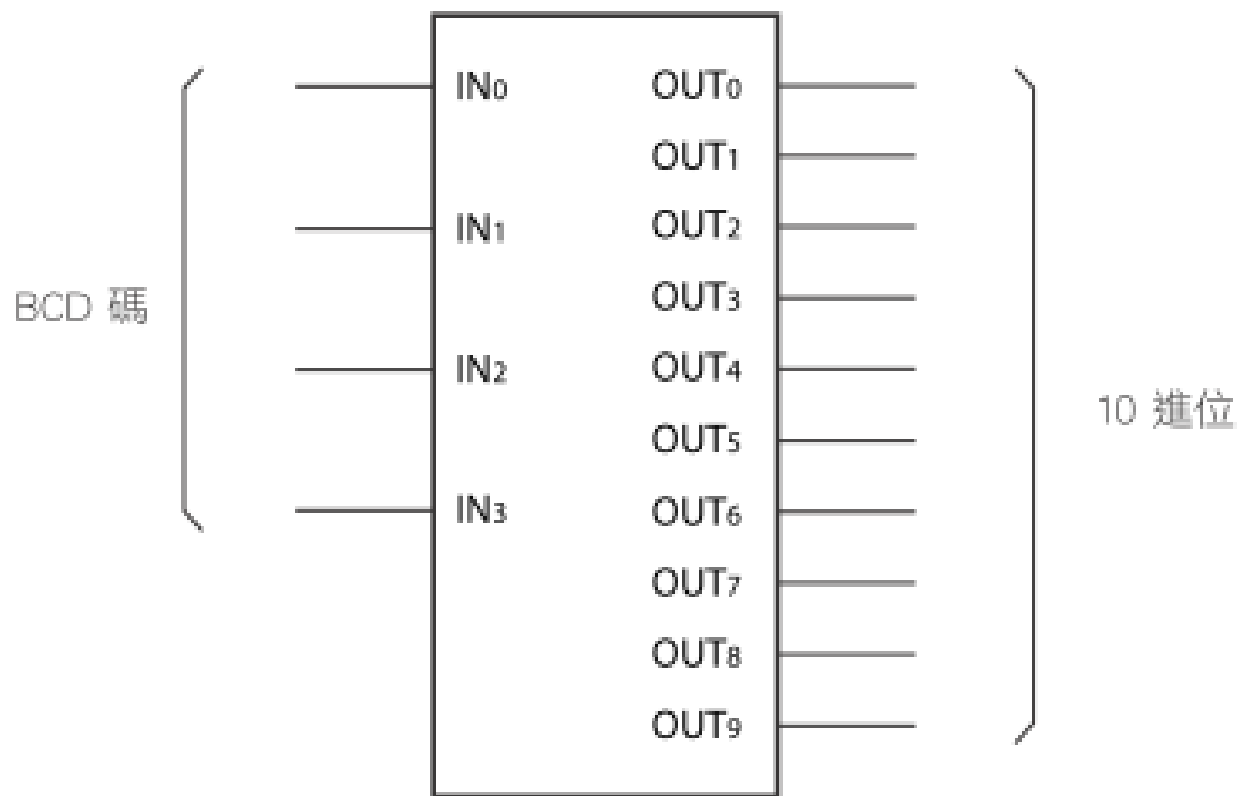 BCD 碼
IN0
IN1
IN2
IN3
OUT0
OUT1
OUT2
OUT3
OUT4
OUT5
OUT6
OUT7
OUT8
OUT9
10 進位